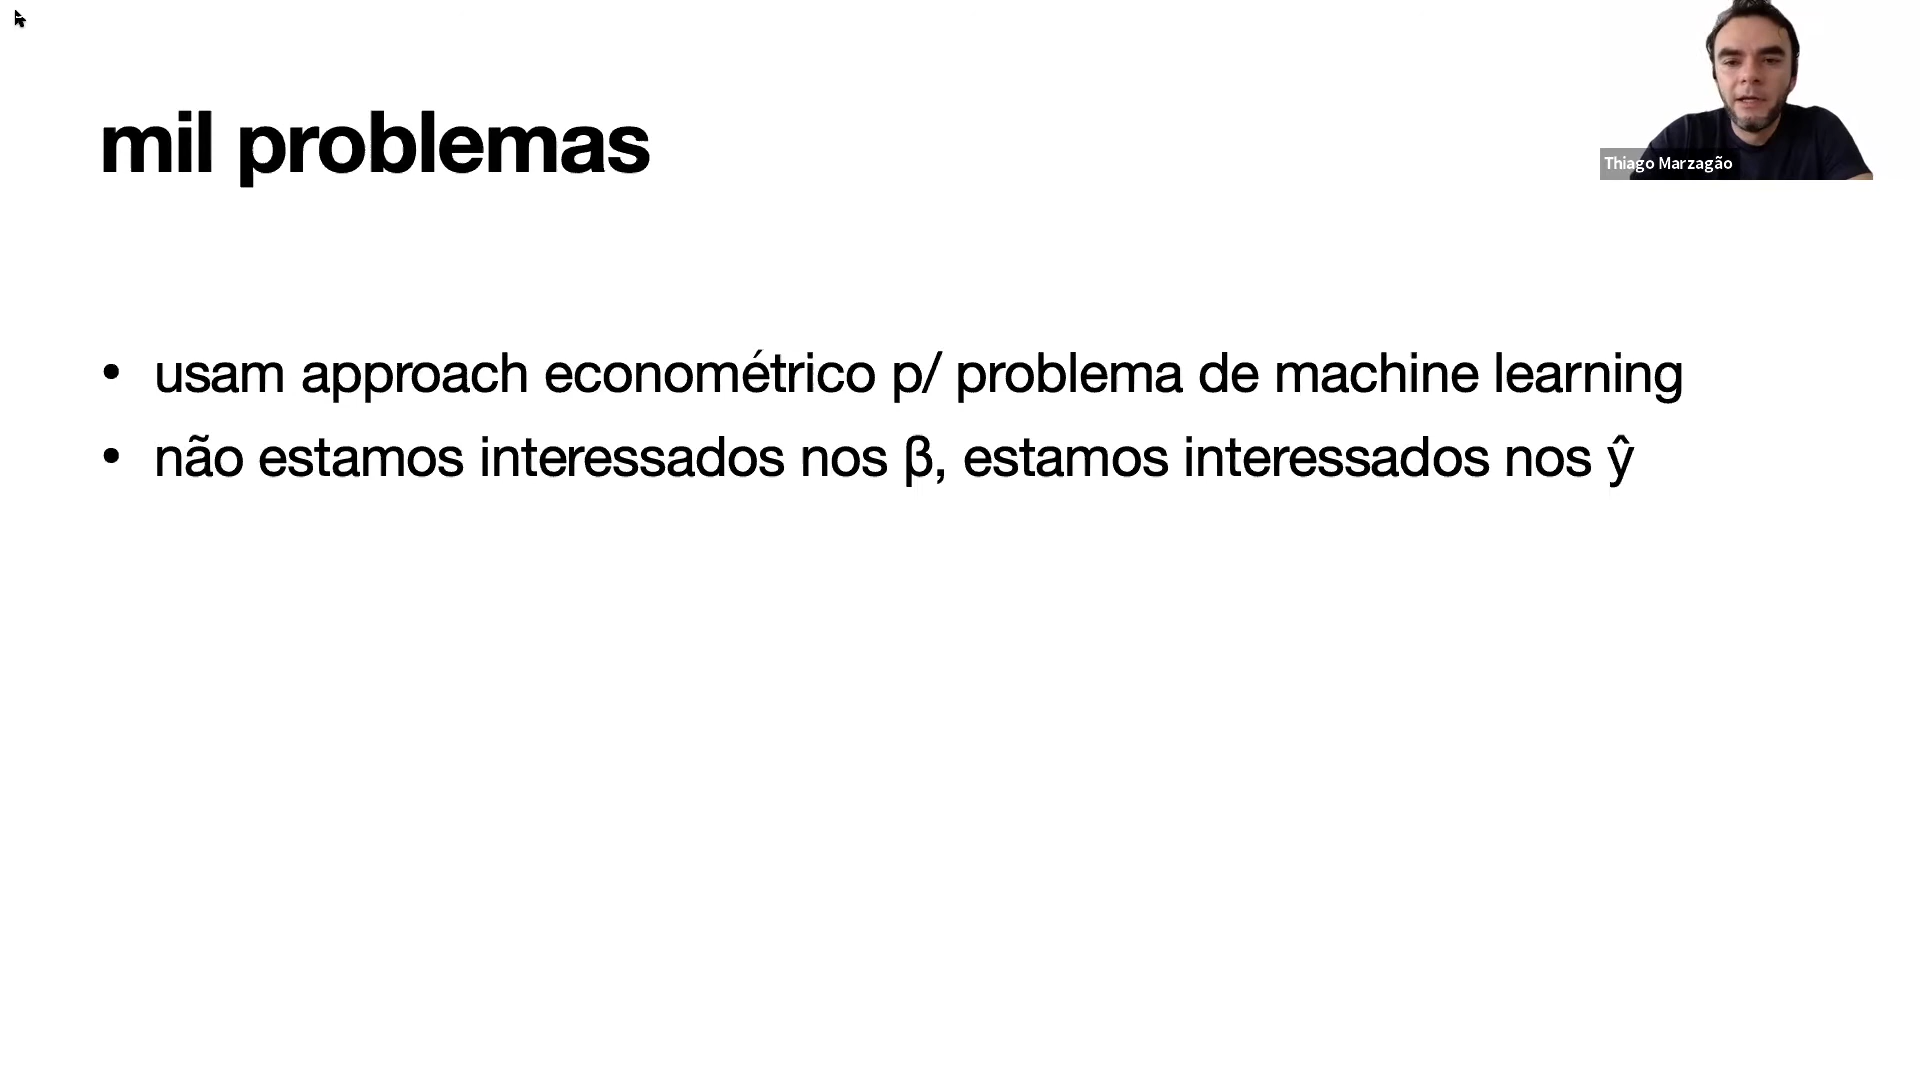 mil problemas
Thiago Marzagão
• usam approach econométrico p/ problema de machine learning
• não estamos interessados nos β, estamos interessados nos ŷ